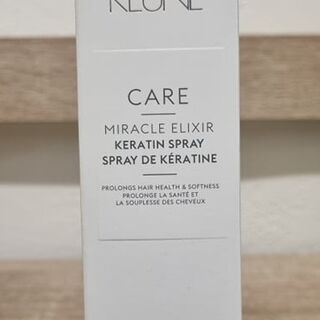 KEUNE
CARE
MIRACLE ELIXIR
KERATIN SPRAY
SPRAY DE KÉRATINE
PROLONGS HAIR HEALTH & SOFTNESS
PROLONGE LA SANTÉ ET
LA SOUPLESSE DES CHEVEUX